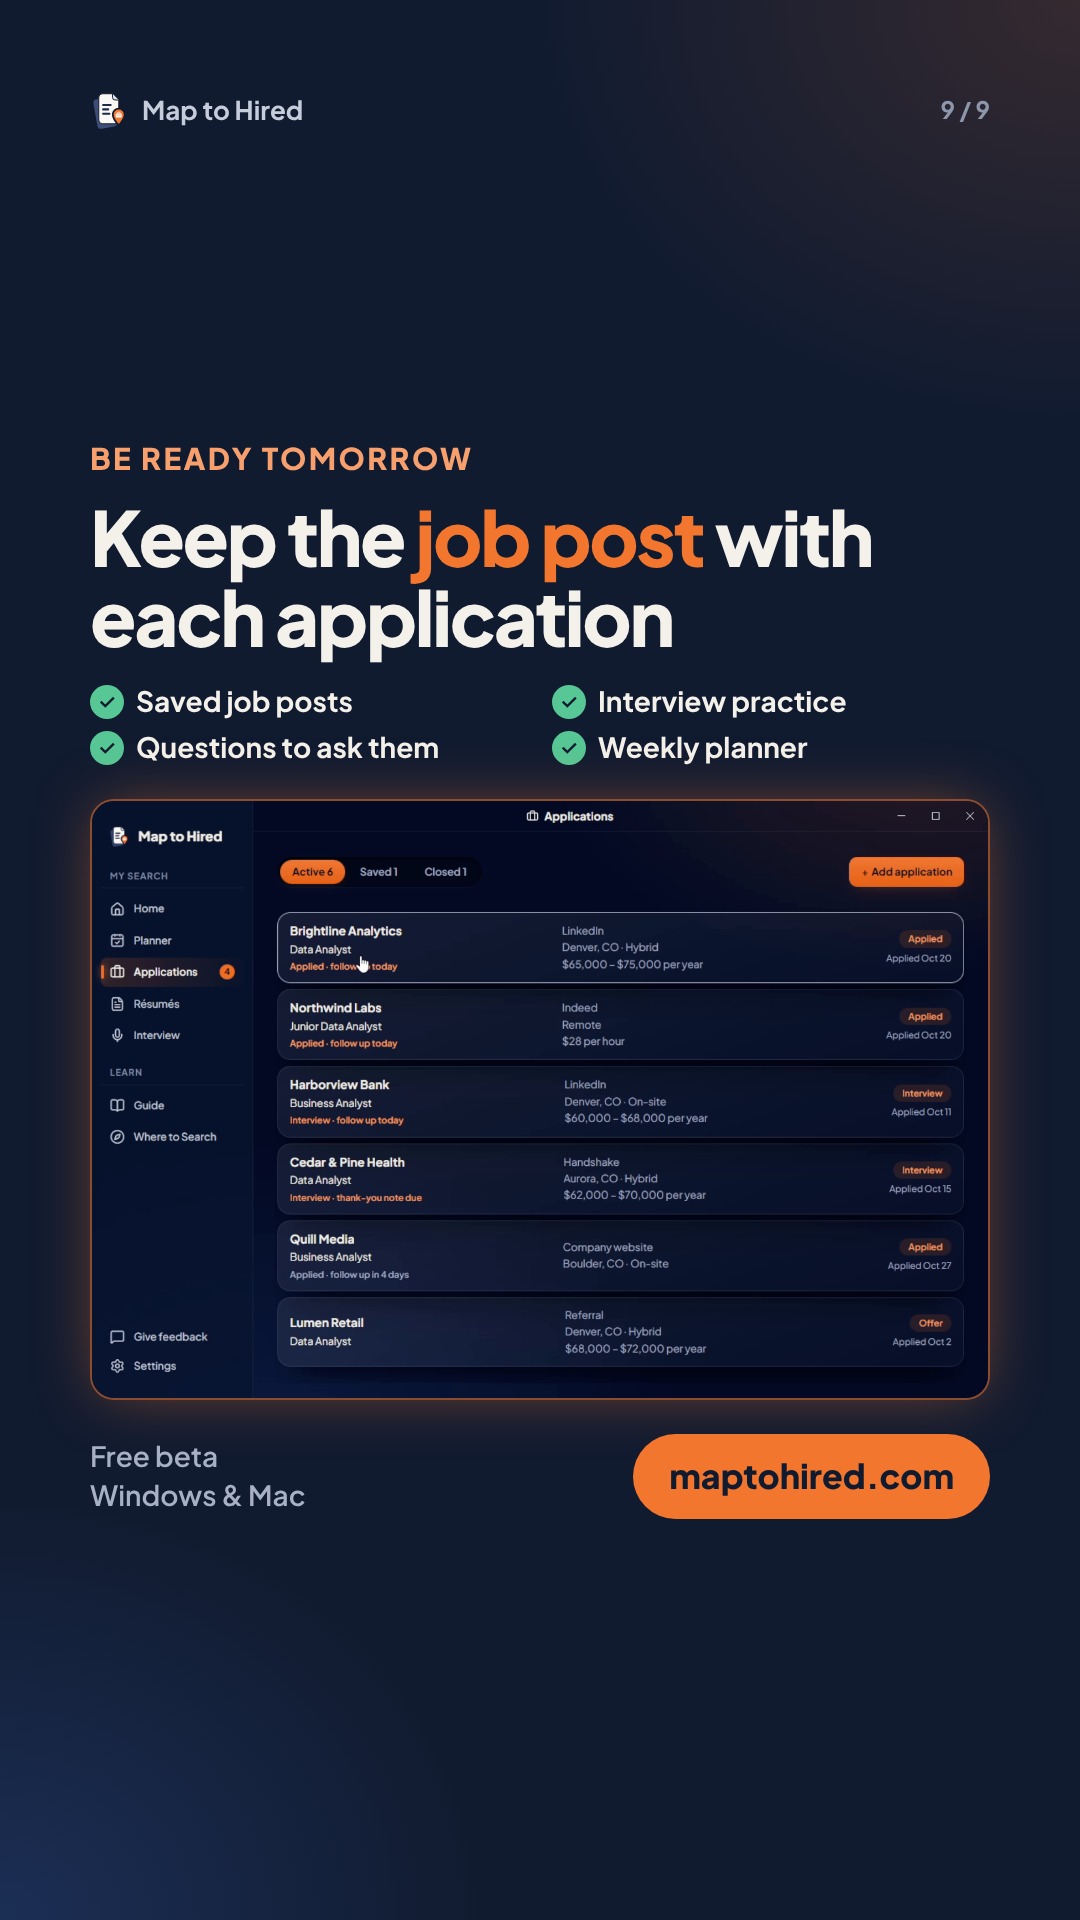 Map to Hired
9 / 9
BE READY TOMORROW
Keep the job post with
each application
Saved job posts
Interview practice
Questions to ask them
Weekly planner
Map to Hired
Applications
MY SEARCH
Home
Planner
Applications 4
Résumés
Interview
LEARN
Guide
Where to Search
Give feedback
Settings
Active 6
Saved 1
Closed 1
+ Add application
Brightline Analytics
Data Analyst
Applied · follow today
LinkedIn
Denver, CO · Hybrid
$65,000 – $75,000 per year
Applied
Applied Oct 20
Northwind Labs
Junior Data Analyst
Applied · follow up today
Indeed
Remote
$28 per hour
Applied
Applied Oct 20
Harborview Bank
Business Analyst
Interview · follow up today
LinkedIn
Denver, CO · On-site
$60,000 – $68,000 per year
Interview
Applied Oct 11
Cedar & Pine Health
Data Analyst
Interview · thank-you note due
Handshake
Aurora, CO · Hybrid
$62,000 – $70,000 per year
Interview
Applied Oct 15
Quill Media
Business Analyst
Applied · follow up in 4 days
Company website
Boulder, CO · On-site
Applied
Applied Oct 27
Lumen Retail
Data Analyst
Referral
Denver, CO · Hybrid
$68,000 – $72,000 per year
Offer
Applied Oct 2
Free beta
Windows & Mac
maptohired.com